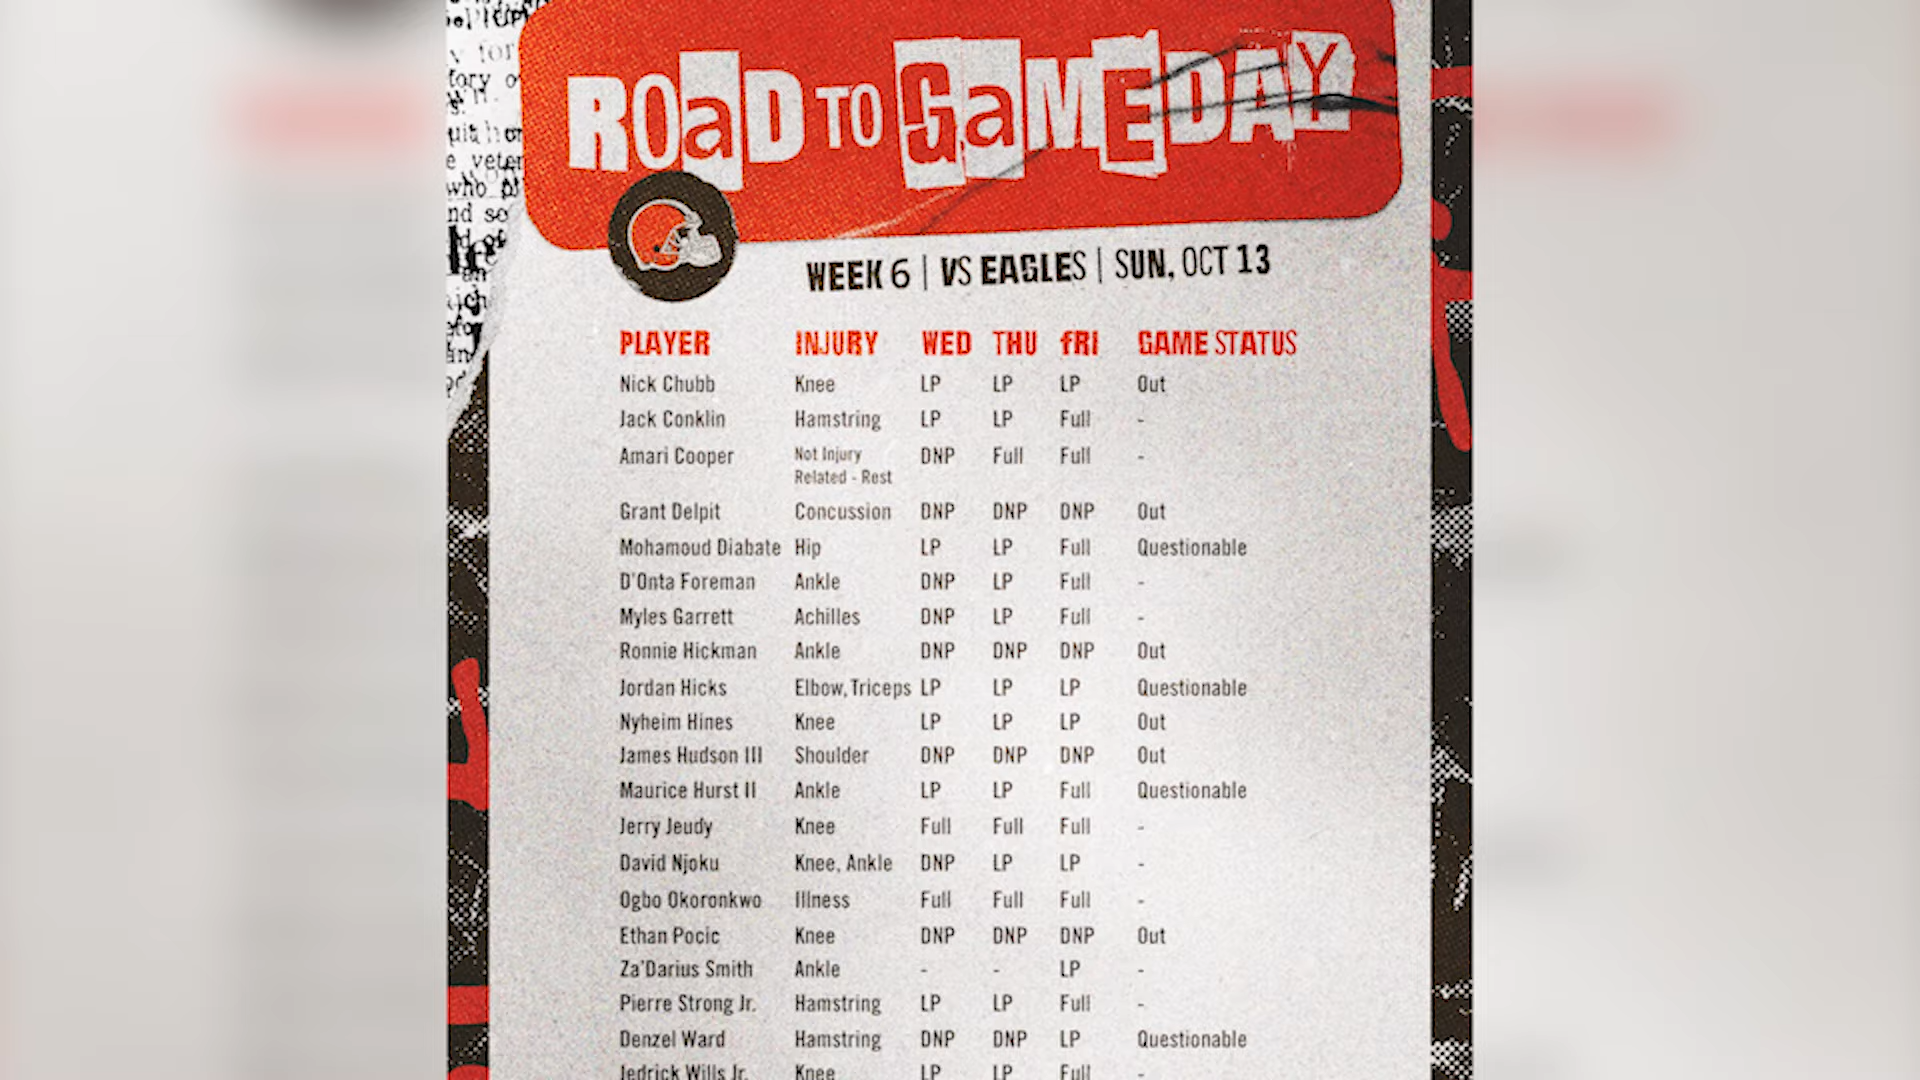 ROaD TO GaMEDAY
WEEK 6 | VS EAGLES | SUN, OCT 13
PLAYER INJURY WED THU fRI GAME STATUS
Nick Chubb Knee LP LP LP Out
Jack Conklin Hamstring LP LP Full -
Amari Cooper Not Injury Related - Rest DNP Full Full -
Grant Delpit Concussion DNP DNP DNP Out
Mohamoud Diabate Hip LP LP Full Questionable
D'Onta Foreman Ankle DNP LP Full -
Myles Garrett Achilles DNP LP Full -
Ronnie Hickman Ankle DNP DNP DNP Out
Jordan Hicks Elbow, Triceps LP LP LP Questionable
Nyheim Hines Knee LP LP LP Out
James Hudson III Shoulder DNP DNP DNP Out
Maurice Hurst II Ankle LP LP Full Questionable
Jerry Jeudy Knee Full Full Full -
David Njoku Knee, Ankle DNP LP LP -
Ogbo Okoronkwo Illness Full Full Full -
Ethan Pocic Knee DNP DNP DNP Out
Za'Darius Smith Ankle - - LP -
Pierre Strong Jr. Hamstring LP LP Full -
Denzel Ward Hamstring DNP DNP LP Questionable
Jedrick Wills Jr. Knee LP LP Full -